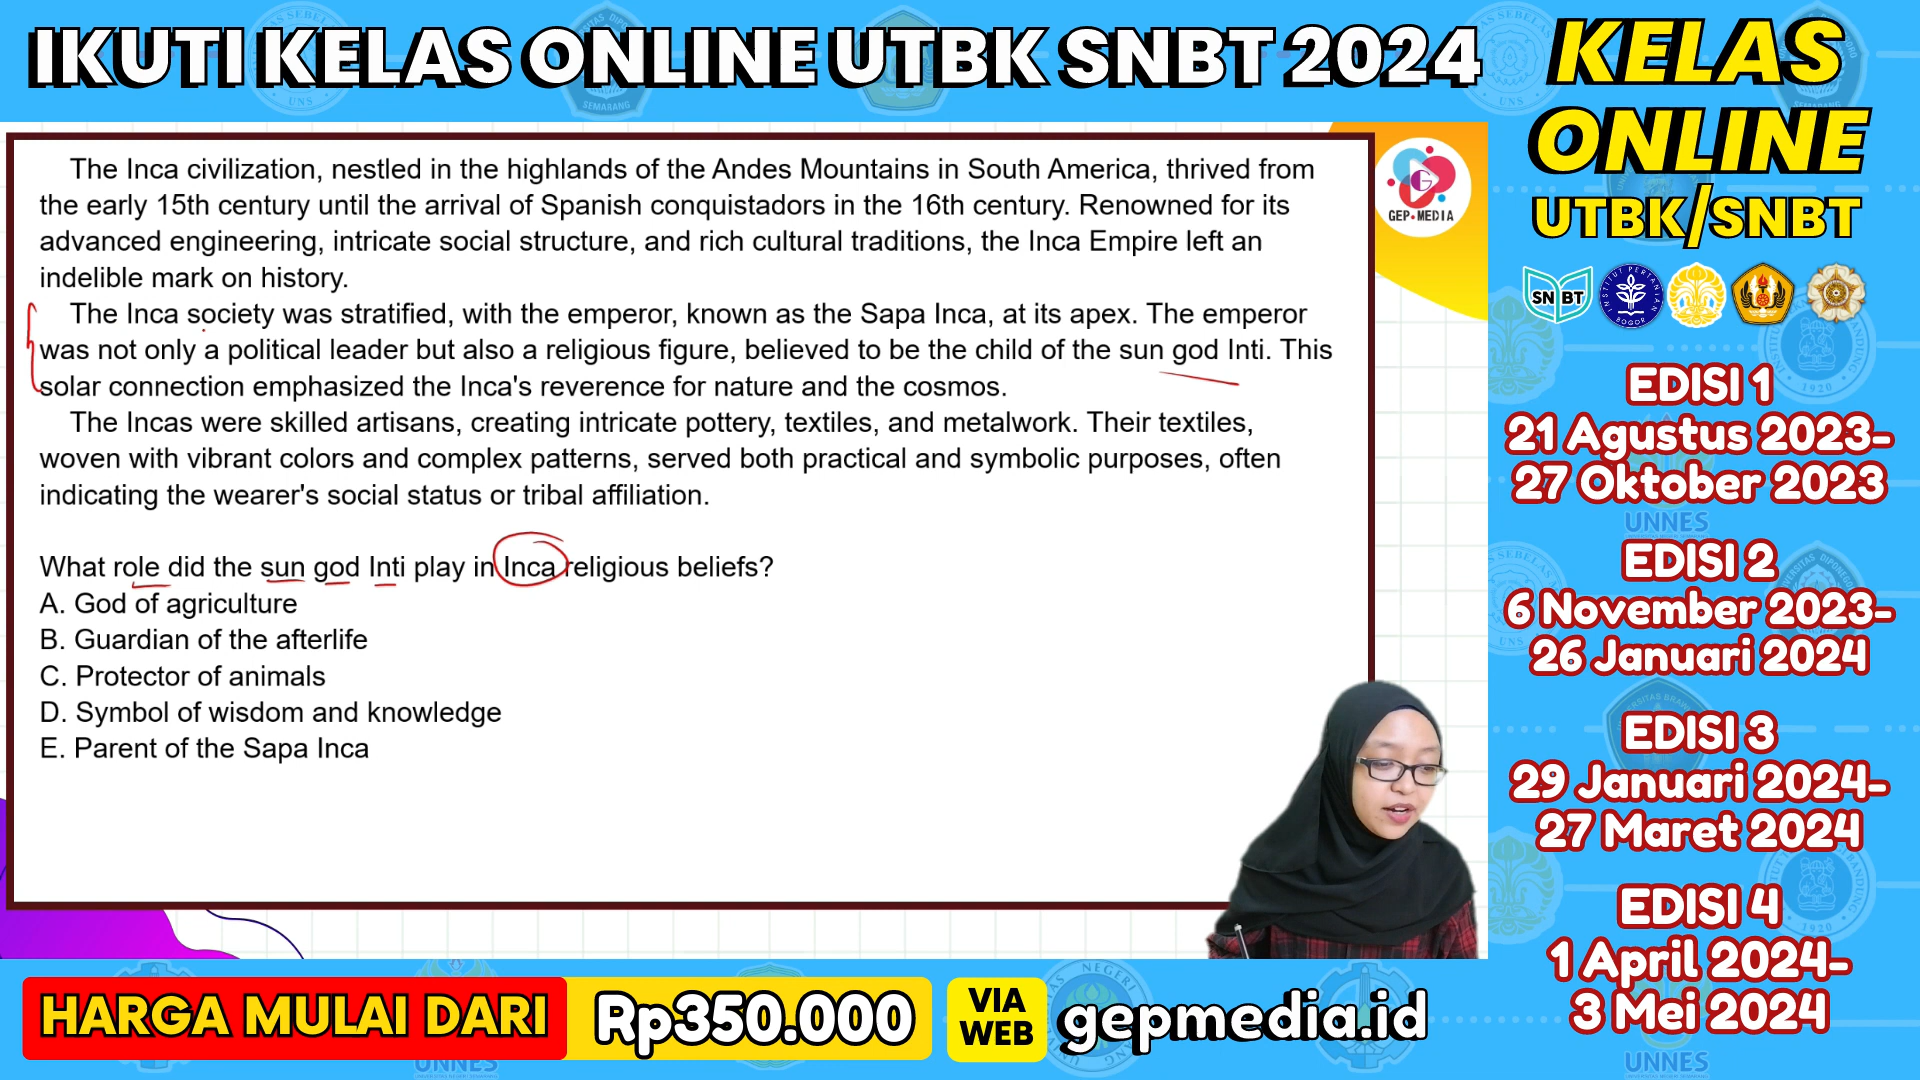 IKUTI KELAS ONLINE UTBK SNBT 2024
The Inca civilization, nestled in the highlands of the Andes Mountains in South America, thrived from
the early 15th century until the arrival of Spanish conquistadors in the 16th century. Renowned for its
advanced engineering, intricate social structure, and rich cultural traditions, the Inca Empire left an
indelible mark on history.
The Inca society was stratified, with the emperor, known as the Sapa Inca, at its apex. The emperor
was not only a political leader but also a religious figure, believed to be the child of the sun god Inti. This
solar connection emphasized the Inca's reverence for nature and the cosmos.
The Incas were skilled artisans, creating intricate pottery, textiles, and metalwork. Their textiles,
woven with vibrant colors and complex patterns, served both practical and symbolic purposes, often
indicating the wearer's social status or tribal affiliation.
What role did the sun god Inti play in Inca religious beliefs?
A. God of agriculture
B. Guardian of the afterlife
C. Protector of animals
D. Symbol of wisdom and knowledge
E. Parent of the Sapa Inca
G
GEP•MEDIA
KELAS
ONLINE
UTBK/SNBT
SNBT
INSTITUT PERTANIAN
BOGOR
EDISI 1
21 Agustus 2023-
27 Oktober 2023
UNNES
EDISI 2
6 November 2023-
26 Januari 2024
EDISI 3
29 Januari 2024-
27 Maret 2024
EDISI 4
1 April 2024-
3 Mei 2024
UNNES
HARGA MULAI DARI
Rp350.000
VIA
WEB
gepmedia.id
UNNES
UNS
SEMARANG